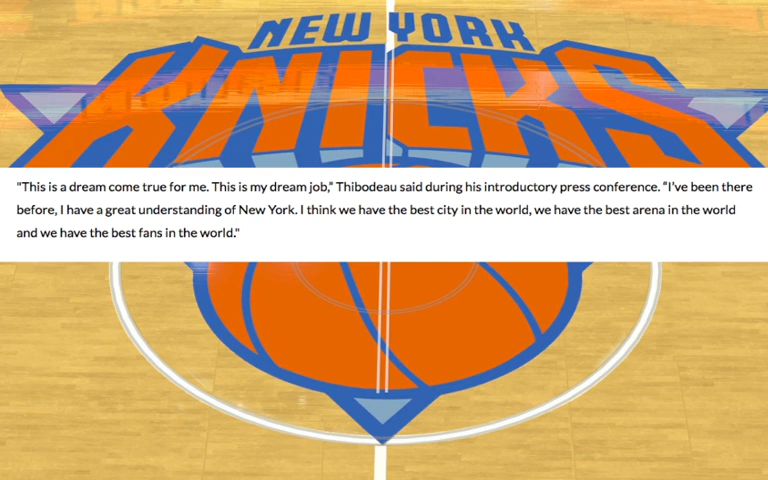 NEW YORK
KNICKS
"This is a dream come true for me. This is my dream job," Thibodeau said during his introductory press conference. "I've been there
before, I have a great understanding of New York. I think we have the best city in the world, we have the best arena in the world
and we have the best fans in the world."